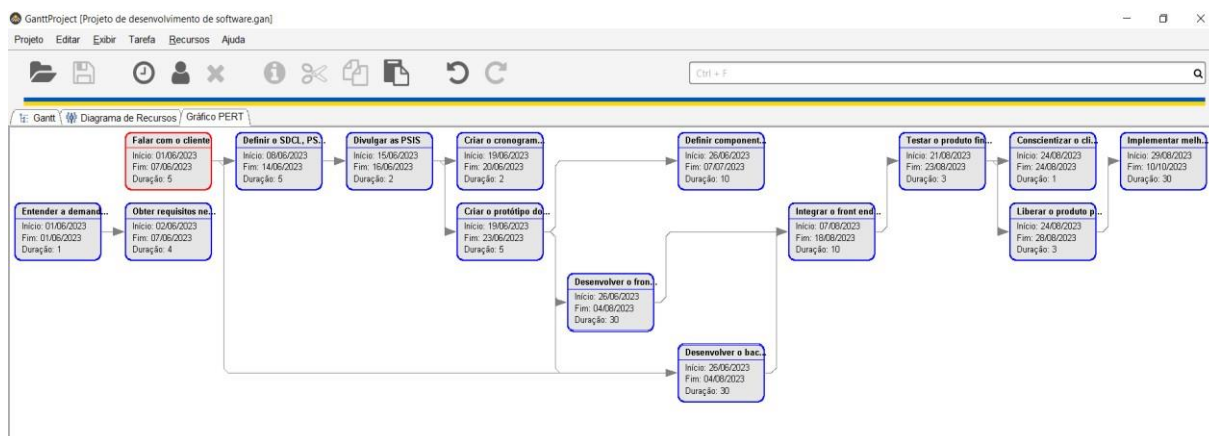 GanttProject [Projeto de desenvolvimento de software.gan]
Projeto Editar Exibir Tarefa Recursos Ajuda
Ctrl + F
Gantt Diagrama de Recursos Gráfico PERT
Falar com o cliente
Início: 01/06/2023
Fim: 07/06/2023
Duração: 5
Definir o SDCL, PS...
Início: 08/06/2023
Fim: 14/06/2023
Duração: 5
Divulgar as PSIS
Início: 15/06/2023
Fim: 16/06/2023
Duração: 2
Criar o cronogram...
Início: 19/06/2023
Fim: 20/06/2023
Duração: 2
Definir component...
Início: 26/06/2023
Fim: 07/07/2023
Duração: 10
Testar o produto fin...
Início: 21/08/2023
Fim: 23/08/2023
Duração: 3
Conscientizar o cli...
Início: 24/08/2023
Fim: 24/08/2023
Duração: 1
Implementar melh...
Início: 29/08/2023
Fim: 10/10/2023
Duração: 30
Entender a demand...
Início: 01/06/2023
Fim: 01/06/2023
Duração: 1
Obter requisitos ne...
Início: 02/06/2023
Fim: 07/06/2023
Duração: 4
Criar o protótipo do...
Início: 19/06/2023
Fim: 23/06/2023
Duração: 5
Integrar o front end...
Início: 07/08/2023
Fim: 18/08/2023
Duração: 10
Liberar o produto p...
Início: 24/08/2023
Fim: 28/08/2023
Duração: 3
Desenvolver o fron...
Início: 26/06/2023
Fim: 04/08/2023
Duração: 30
Desenvolver o bac...
Início: 26/06/2023
Fim: 04/08/2023
Duração: 30